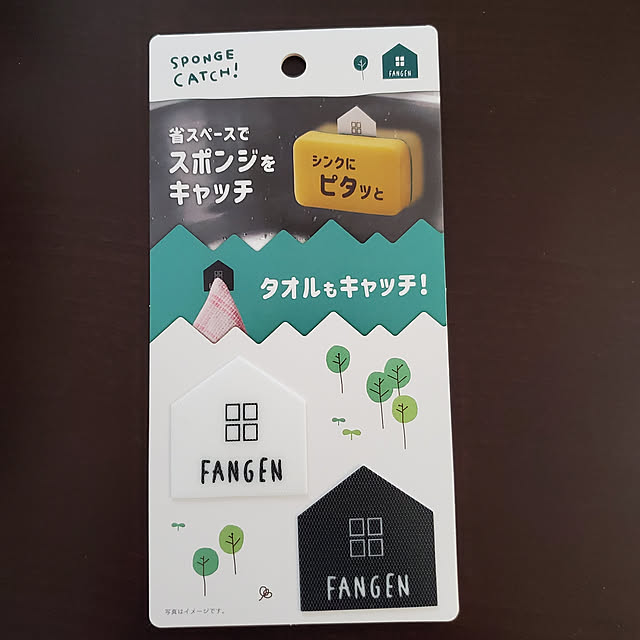 SPONGE
CATCH!
FANGEN
省スペースで
スポンジを
キャッチ
シンクに
ピタッと
タオルもキャッチ!
FANGEN
FANGEN
写真はイメージです。